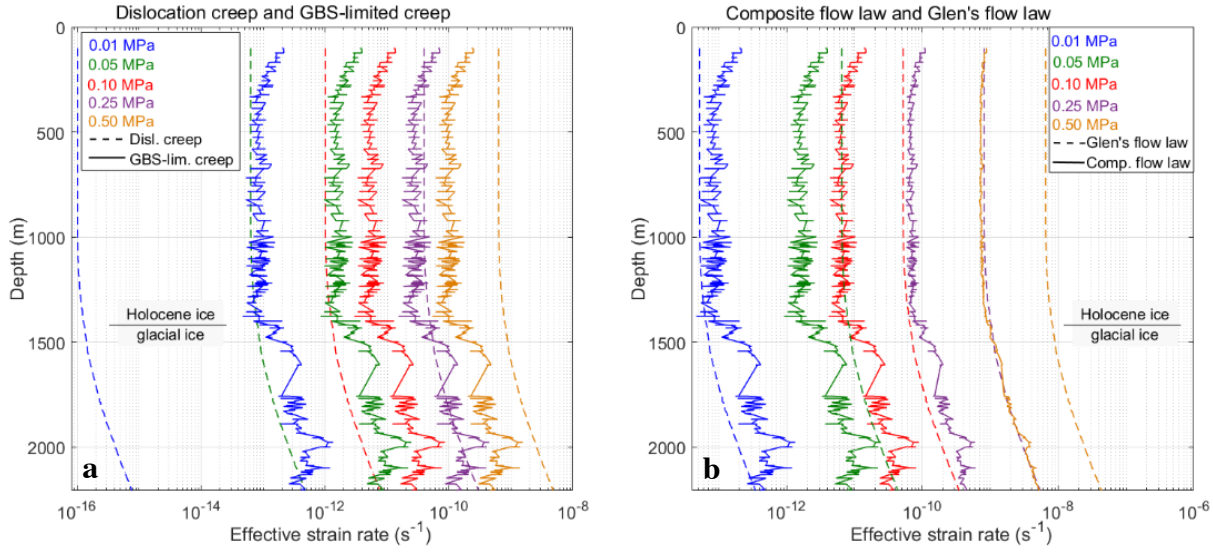 Dislocation creep and GBS-limited creep
0
500
1000
1500
2000
Depth (m)
0.01 MPa
0.05 MPa
0.10 MPa
0.25 MPa
0.50 MPa
Disl. creep
GBS-lim. creep
Holocene ice
glacial ice
a
10^-16
10^-14
10^-12
10^-10
10^-8
Effective strain rate (s^-1)
Composite flow law and Glen's flow law
0
500
1000
1500
2000
Depth (m)
0.01 MPa
0.05 MPa
0.10 MPa
0.25 MPa
0.50 MPa
Glen's flow law
Comp. flow law
Holocene ice
glacial ice
b
10^-12
10^-10
10^-8
10^-6
Effective strain rate (s^-1)